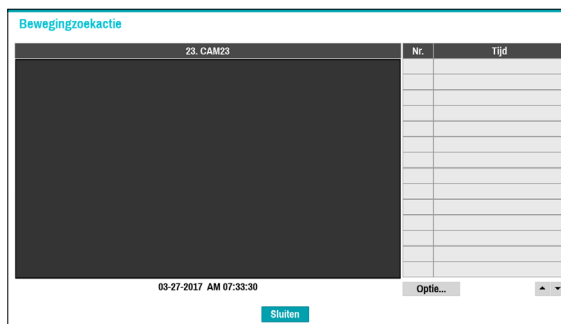 Bewegingzoekactie
23. CAM23 Nr. Tijd
03-27-2017 AM 07:33:30 Optie...
Sluiten